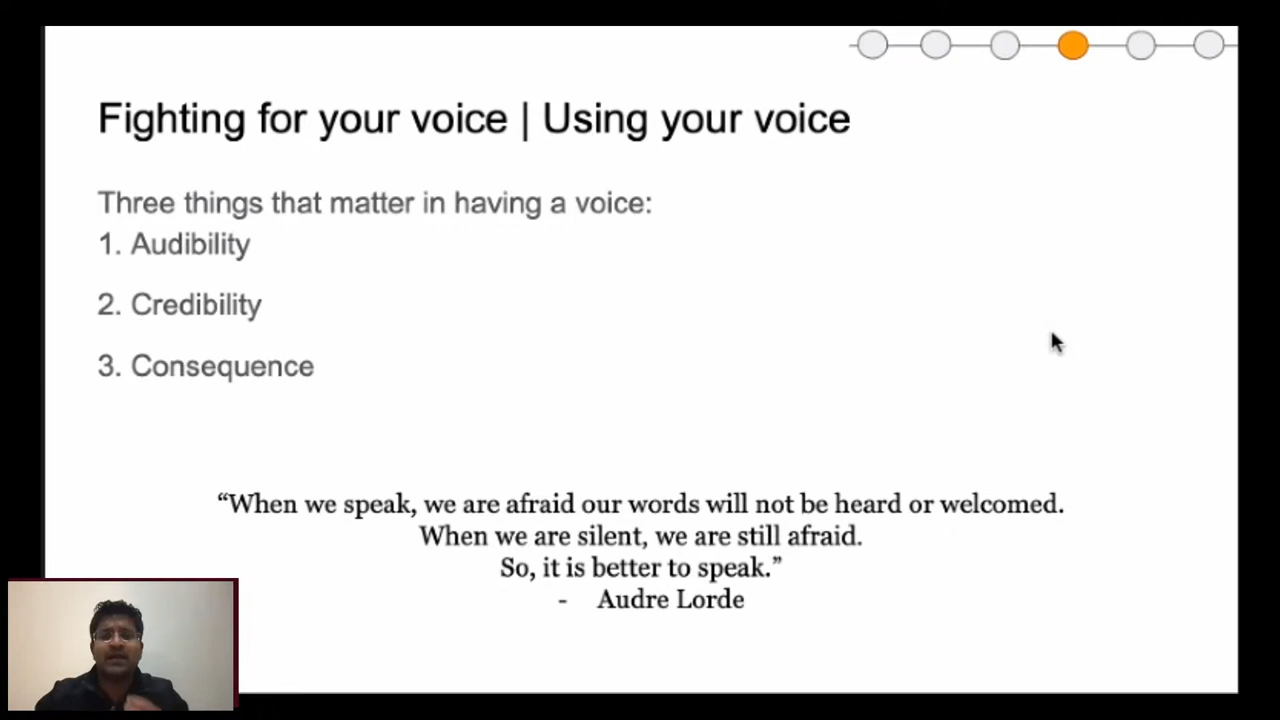 Fighting for your voice | Using your voice
Three things that matter in having a voice:
1. Audibility
2. Credibility
3. Consequence
“When we speak, we are afraid our words will not be heard or welcomed.
When we are silent, we are still afraid.
So, it is better to speak.”
- Audre Lorde